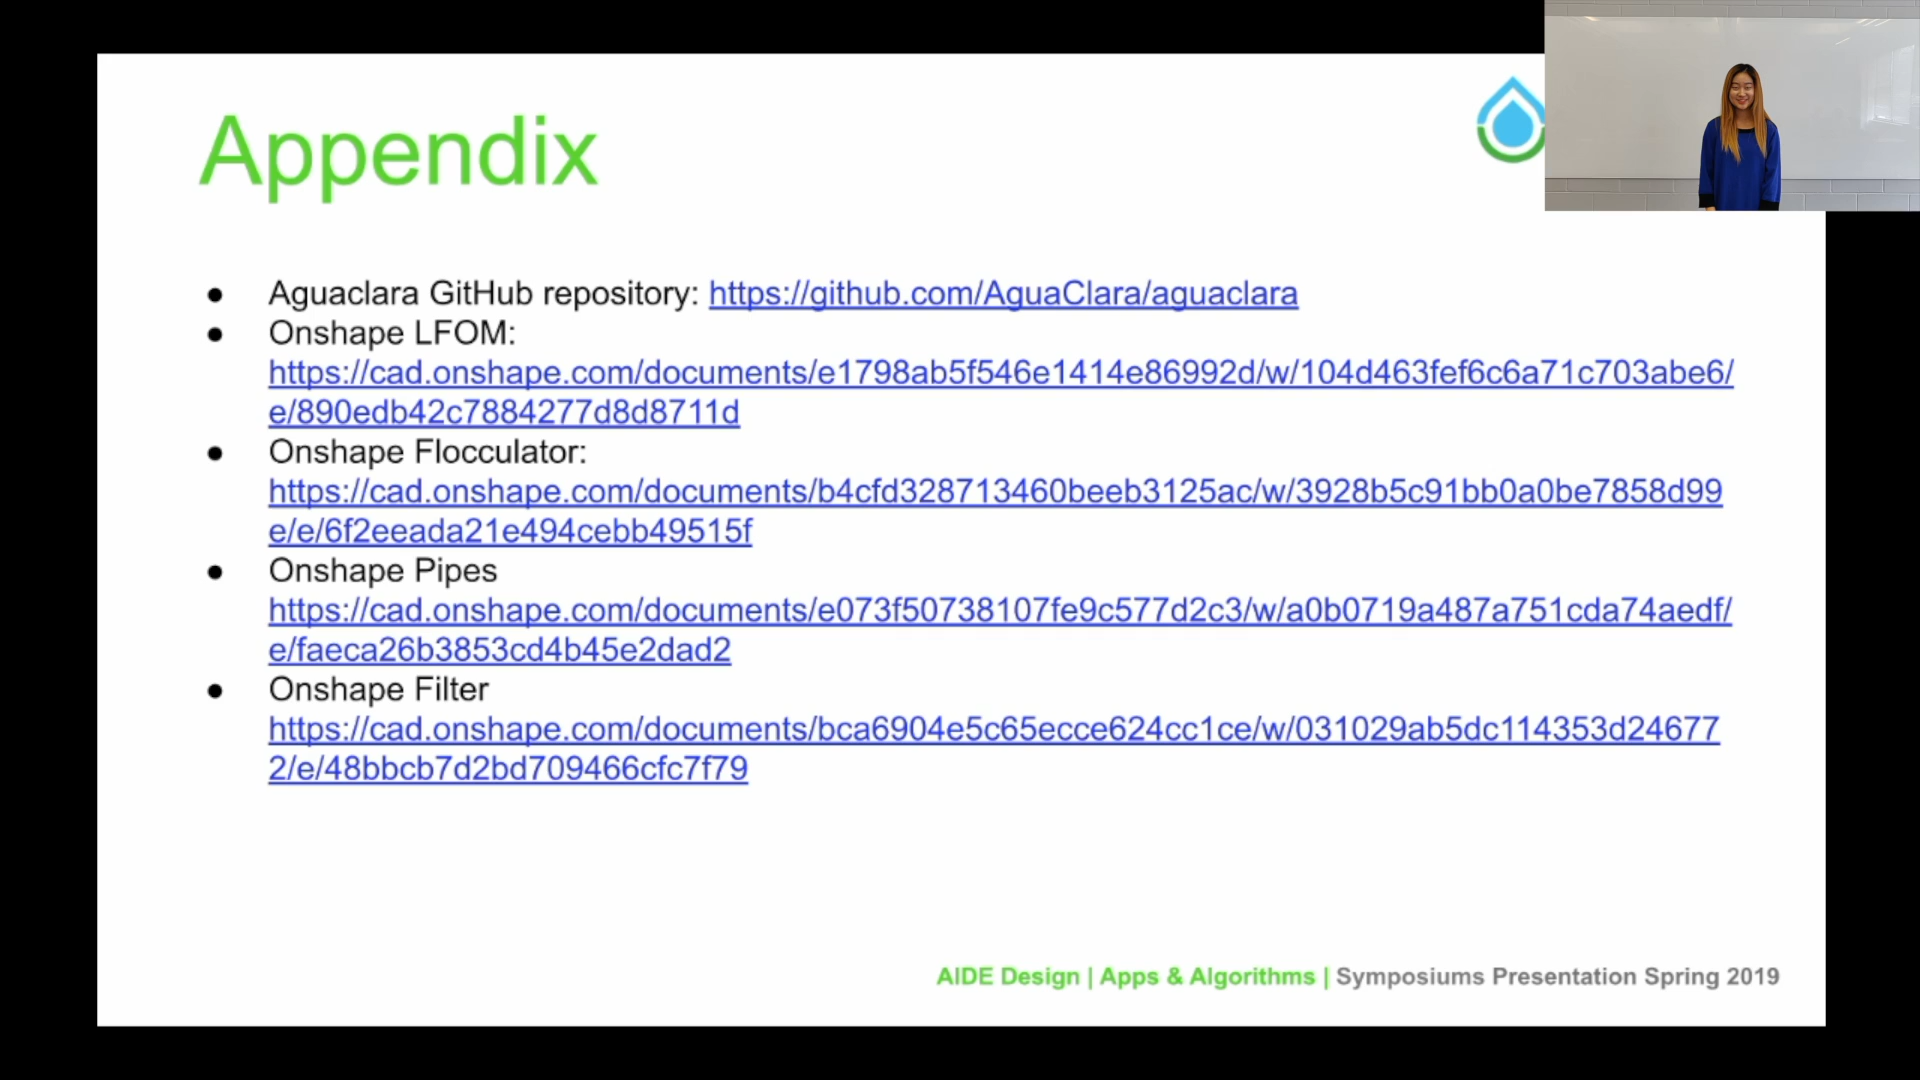 Appendix
● Aguaclara GitHub repository: https://github.com/AguaClara/aguaclara
● Onshape LFOM:
https://cad.onshape.com/documents/e1798ab5f546e1414e86992d/w/104d463fef6c6a71c703abe6/
e/890edb42c7884277d8d8711d
● Onshape Flocculator:
https://cad.onshape.com/documents/b4cfd328713460beeb3125ac/w/3928b5c91bb0a0be7858d99
e/e/6f2eeada21e494cebb49515f
● Onshape Pipes
https://cad.onshape.com/documents/e073f50738107fe9c577d2c3/w/a0b0719a487a751cda74aedf/
e/faeca26b3853cd4b45e2dad2
● Onshape Filter
https://cad.onshape.com/documents/bca6904e5c65ecce624cc1ce/w/031029ab5dc114353d24677
2/e/48bbcb7d2bd709466cfc7f79
AIDE Design | Apps & Algorithms | Symposiums Presentation Spring 2019